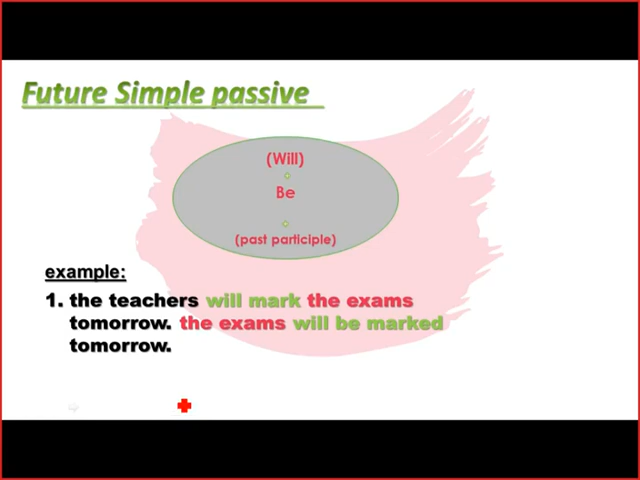 Future Simple passive
(Will)
Be
(past participle)
example:
1. the teachers will mark the exams
tomorrow. the exams will be marked
tomorrow.